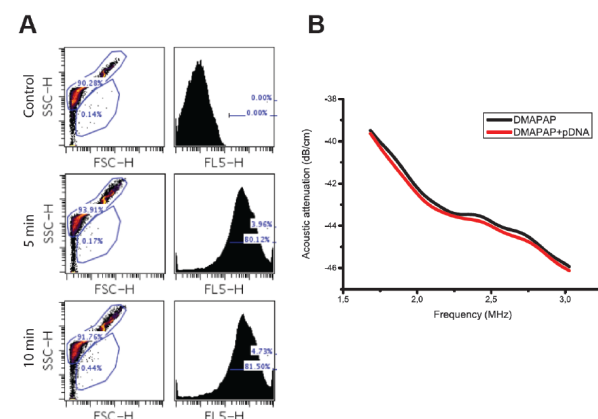 A
B
Control
SSC-H
90.28%
0.14%
FSC-H
0.00%
0.00%
FL5-H
5 min
SSC-H
93.91%
0.17%
FSC-H
3.96%
80.12%
FL5-H
10 min
SSC-H
91.76%
0.44%
FSC-H
4.73%
81.50%
FL5-H
Acoustic attenuation (dB/cm)
-38
-40
-42
-44
-46
DMAPAP
DMAPAP+pDNA
1,5
2,0
2,5
3,0
Frequency (MHz)